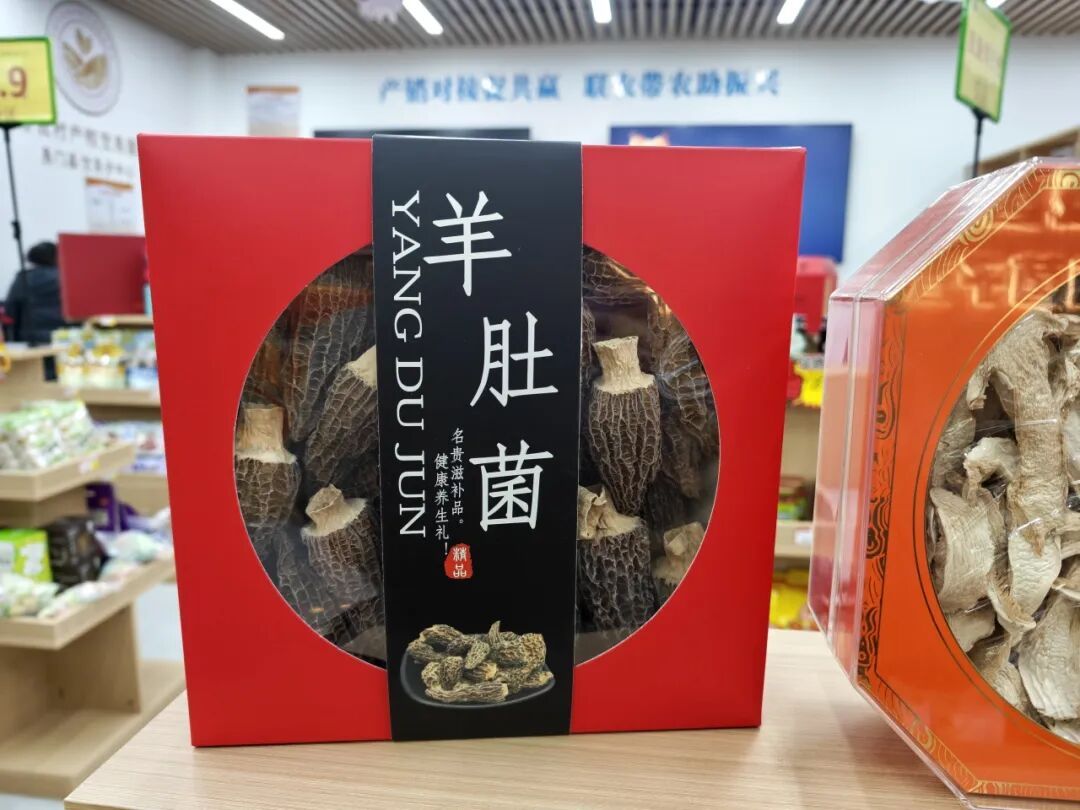 .9
产销对接促共赢 联农带农助振兴
羊肚菌
YANG DU JUN
名贵滋补品。
健康养生礼！
精品